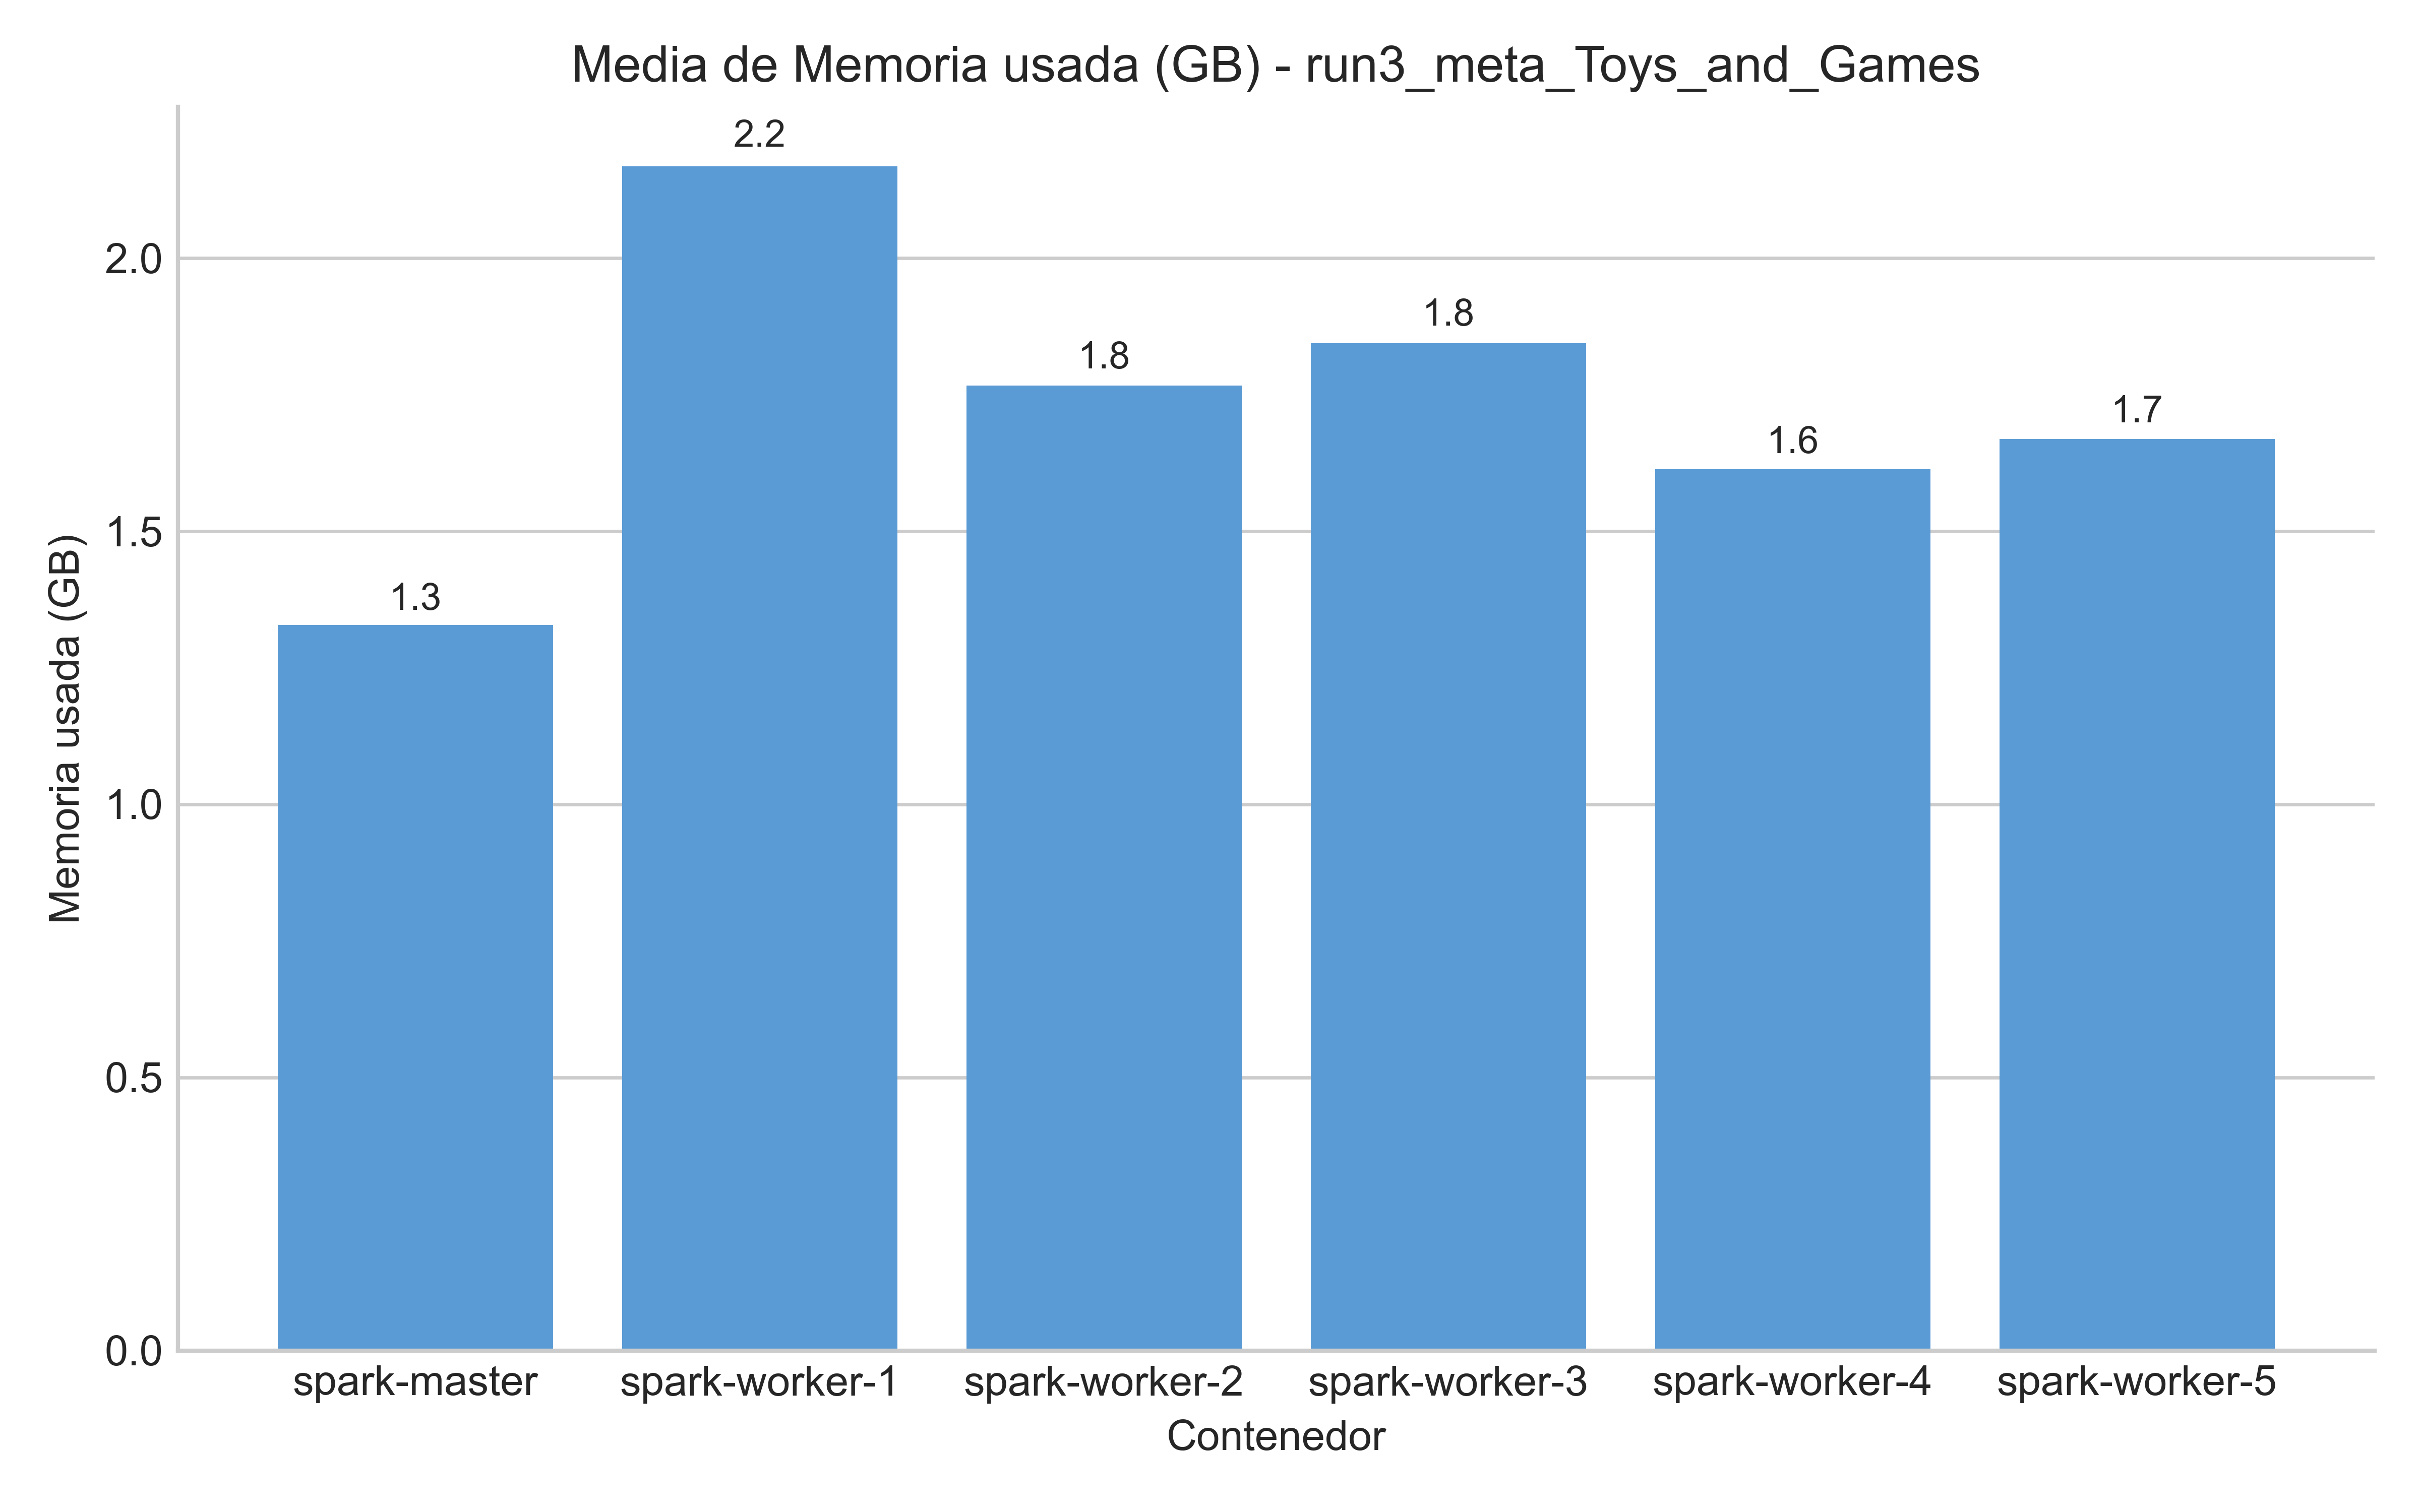 Media de Memoria usada (GB) - run3_meta_Toys_and_Games
2.2
2.0
1.8
1.8
1.7
1.6
1.5
1.3
1.0
0.5
0.0
Memoria usada (GB)
spark-master spark-worker-1 spark-worker-2 spark-worker-3 spark-worker-4 spark-worker-5
Contenedor